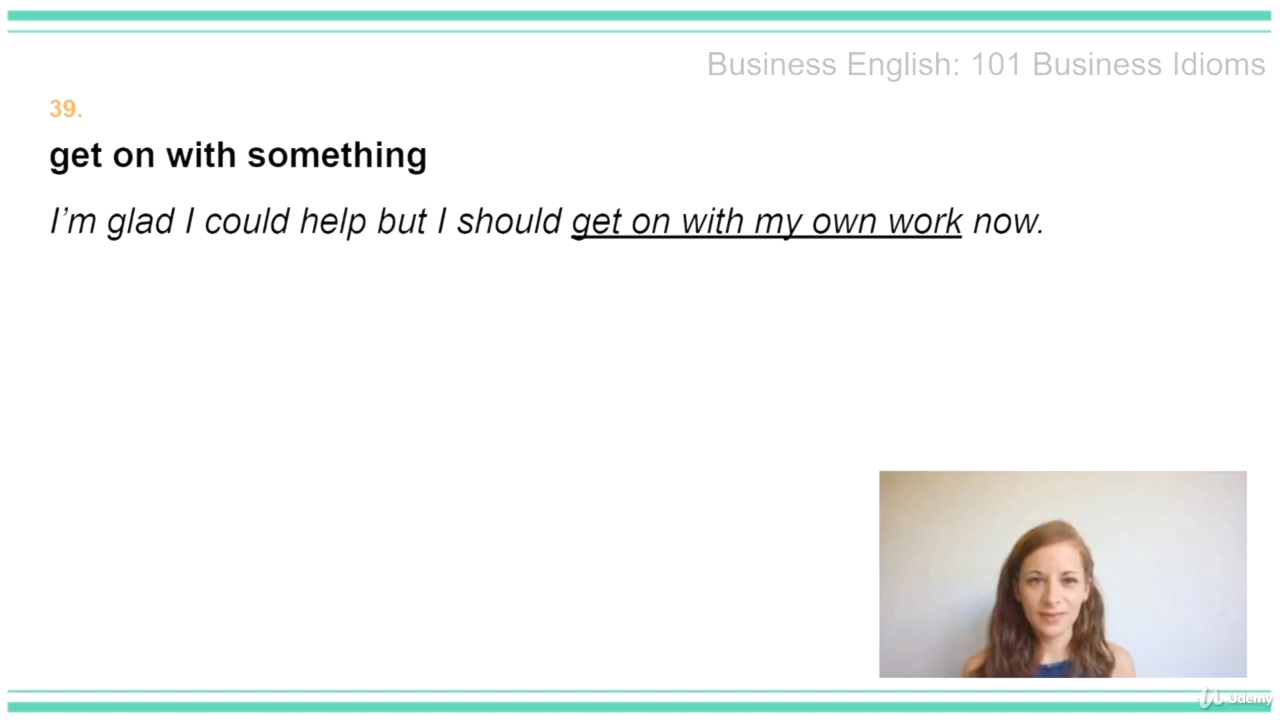 Business English: 101 Business Idioms
39.
get on with something
I'm glad I could help but I should get on with my own work now.
Udemy